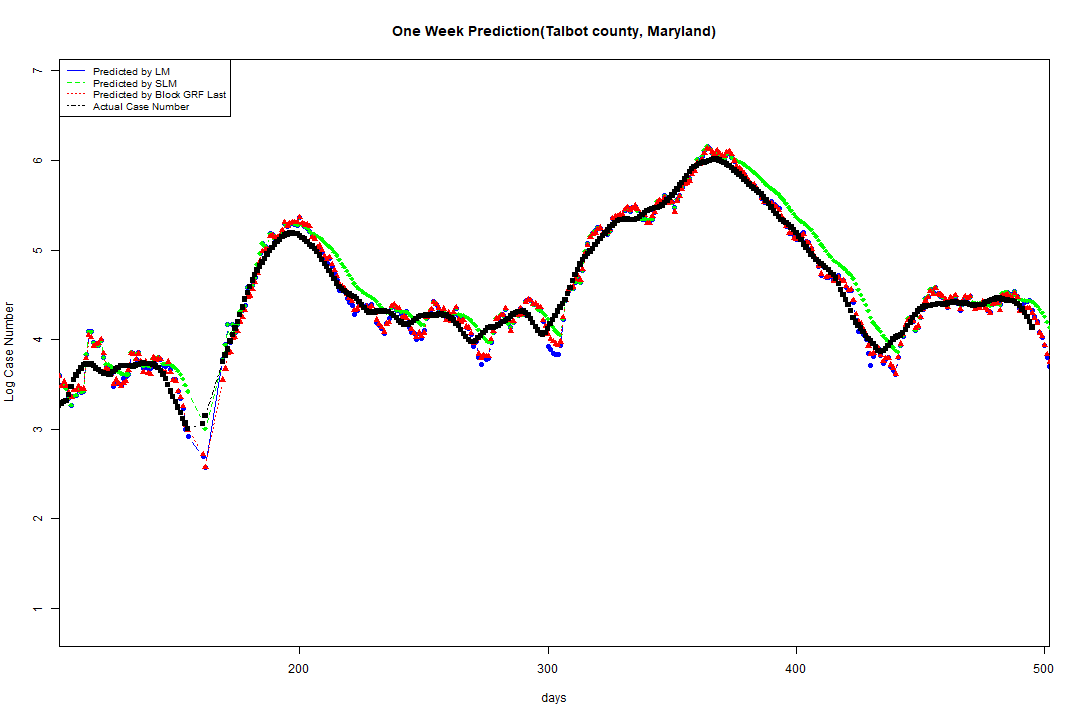 One Week Prediction(Talbot county, Maryland)
Predicted by LM
Predicted by SLM
Predicted by Block GRF Last
Actual Case Number
Log Case Number
7
6
5
4
3
2
1
200 300 400 500
days